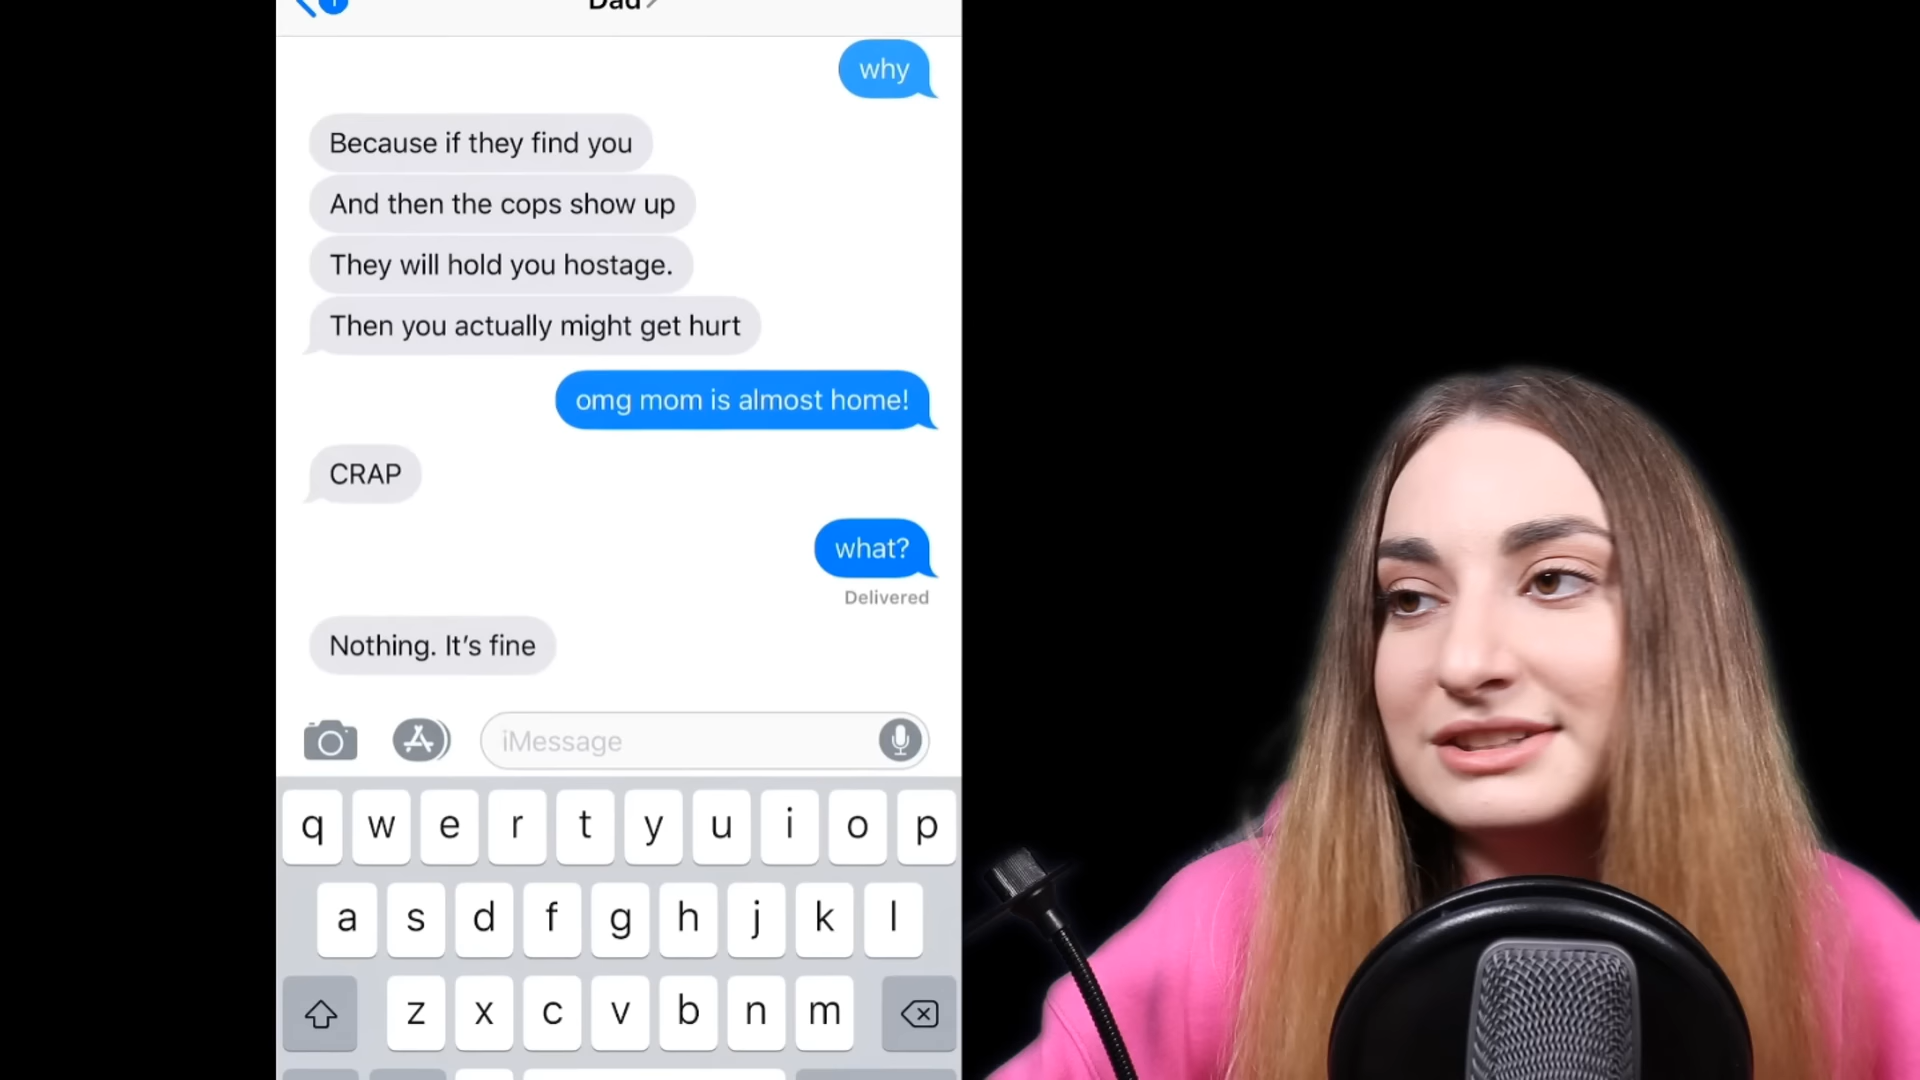 Dad
why
Because if they find you
And then the cops show up
They will hold you hostage.
Then you actually might get hurt
omg mom is almost home!
CRAP
what?
Delivered
Nothing. It's fine
iMessage
q w e r t y u i o p
a s d f g h j k l
z x c v b n m